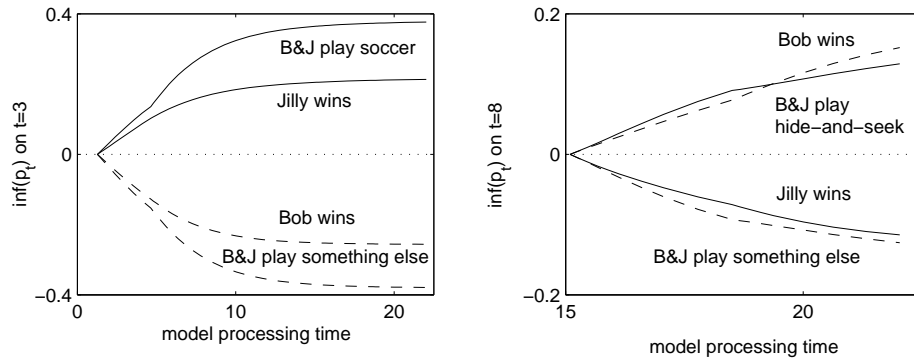 0.4
0
−0.4
inf(p_t) on t=3
B&J play soccer
Jilly wins
Bob wins
B&J play something else
0
5
10
15
20
model processing time
0.2
0
−0.2
inf(p_t) on t=8
Bob wins
B&J play
hide−and−seek
Jilly wins
B&J play something else
15
20
model processing time